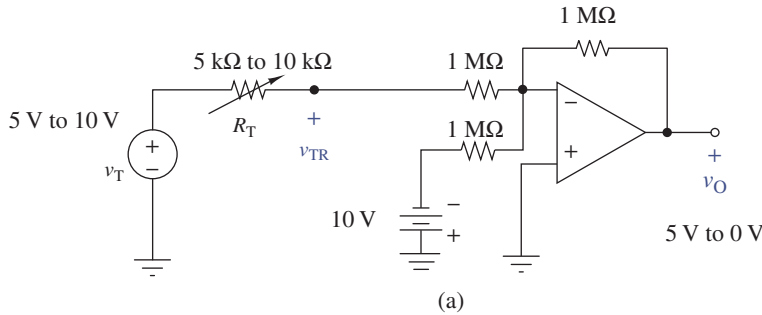 1 MΩ
5 kΩ to 10 kΩ
1 MΩ
5 V to 10 V
+
−
v_T
R_T
+
v_TR
1 MΩ
−
+
+
v_O
10 V
−
+
5 V to 0 V
(a)